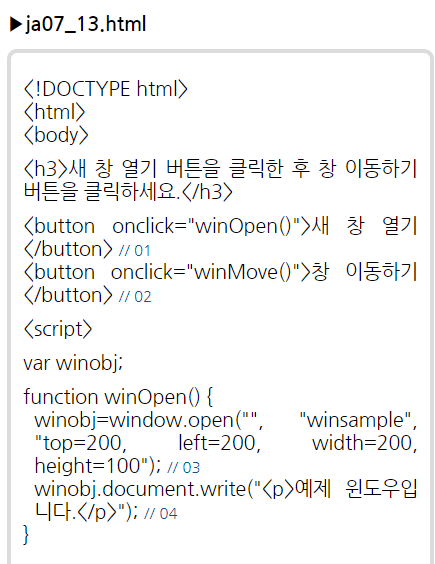 ▶ja07_13.html
<!DOCTYPE html>
<html>
<body>
<h3>새 창 열기 버튼을 클릭한 후 창 이동하기
버튼을 클릭하세요.</h3>
<button onclick="winOpen()">새 창 열기
</button> // 01
<button onclick="winMove()">창 이동하기
</button> // 02
<script>
var winobj;
function winOpen() {
winobj=window.open("", "winsample",
"top=200, left=200, width=200,
height=100"); // 03
winobj.document.write("<p>예제 윈도우입
니다.</p>"); // 04
}